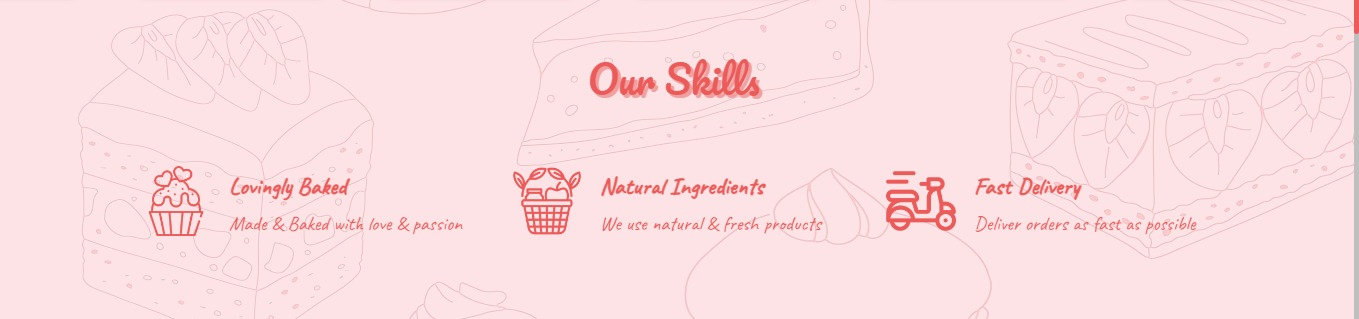 Our Skills
Lovingly Baked
Made & Baked with love & passion
Natural Ingredients
We use natural & fresh products
Fast Delivery
Deliver orders as fast as possible